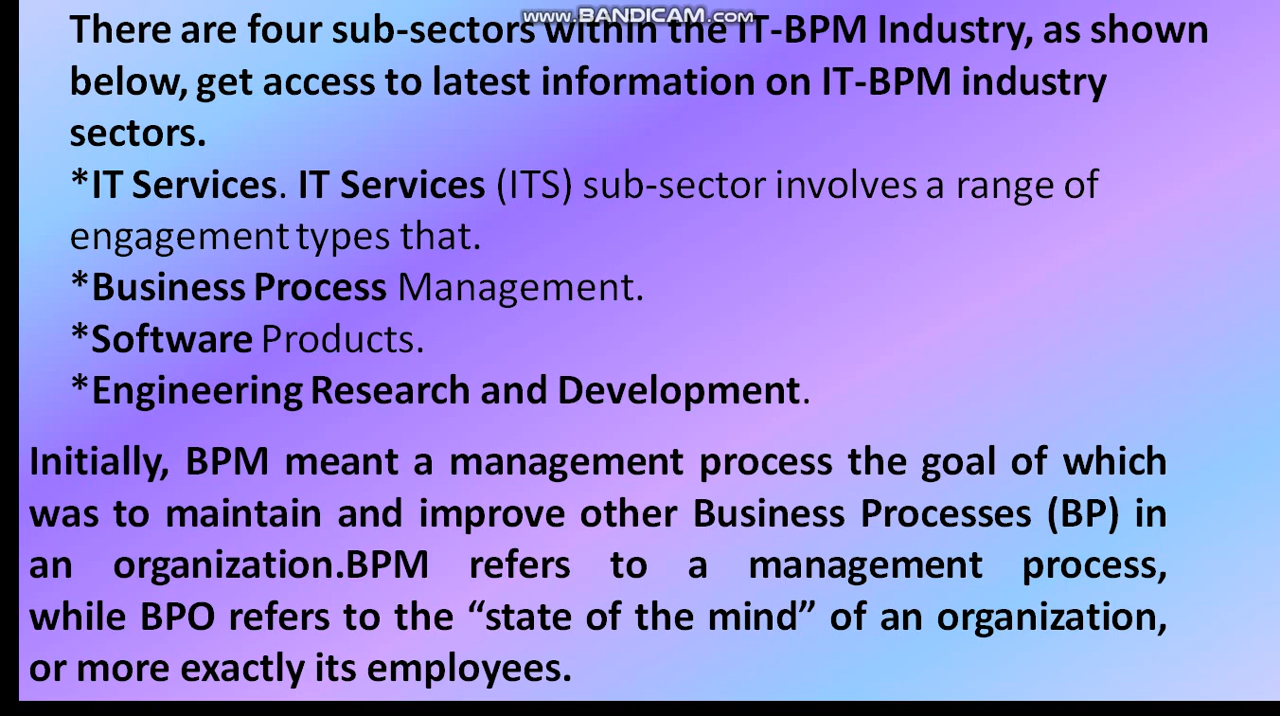 www.BANDICAM.com
There are four sub-sectors within the IT-BPM Industry, as shown
below, get access to latest information on IT-BPM industry
sectors.
*IT Services. IT Services (ITS) sub-sector involves a range of
engagement types that.
*Business Process Management.
*Software Products.
*Engineering Research and Development.
Initially, BPM meant a management process the goal of which
was to maintain and improve other Business Processes (BP) in
an organization.BPM refers to a management process,
while BPO refers to the “state of the mind” of an organization,
or more exactly its employees.